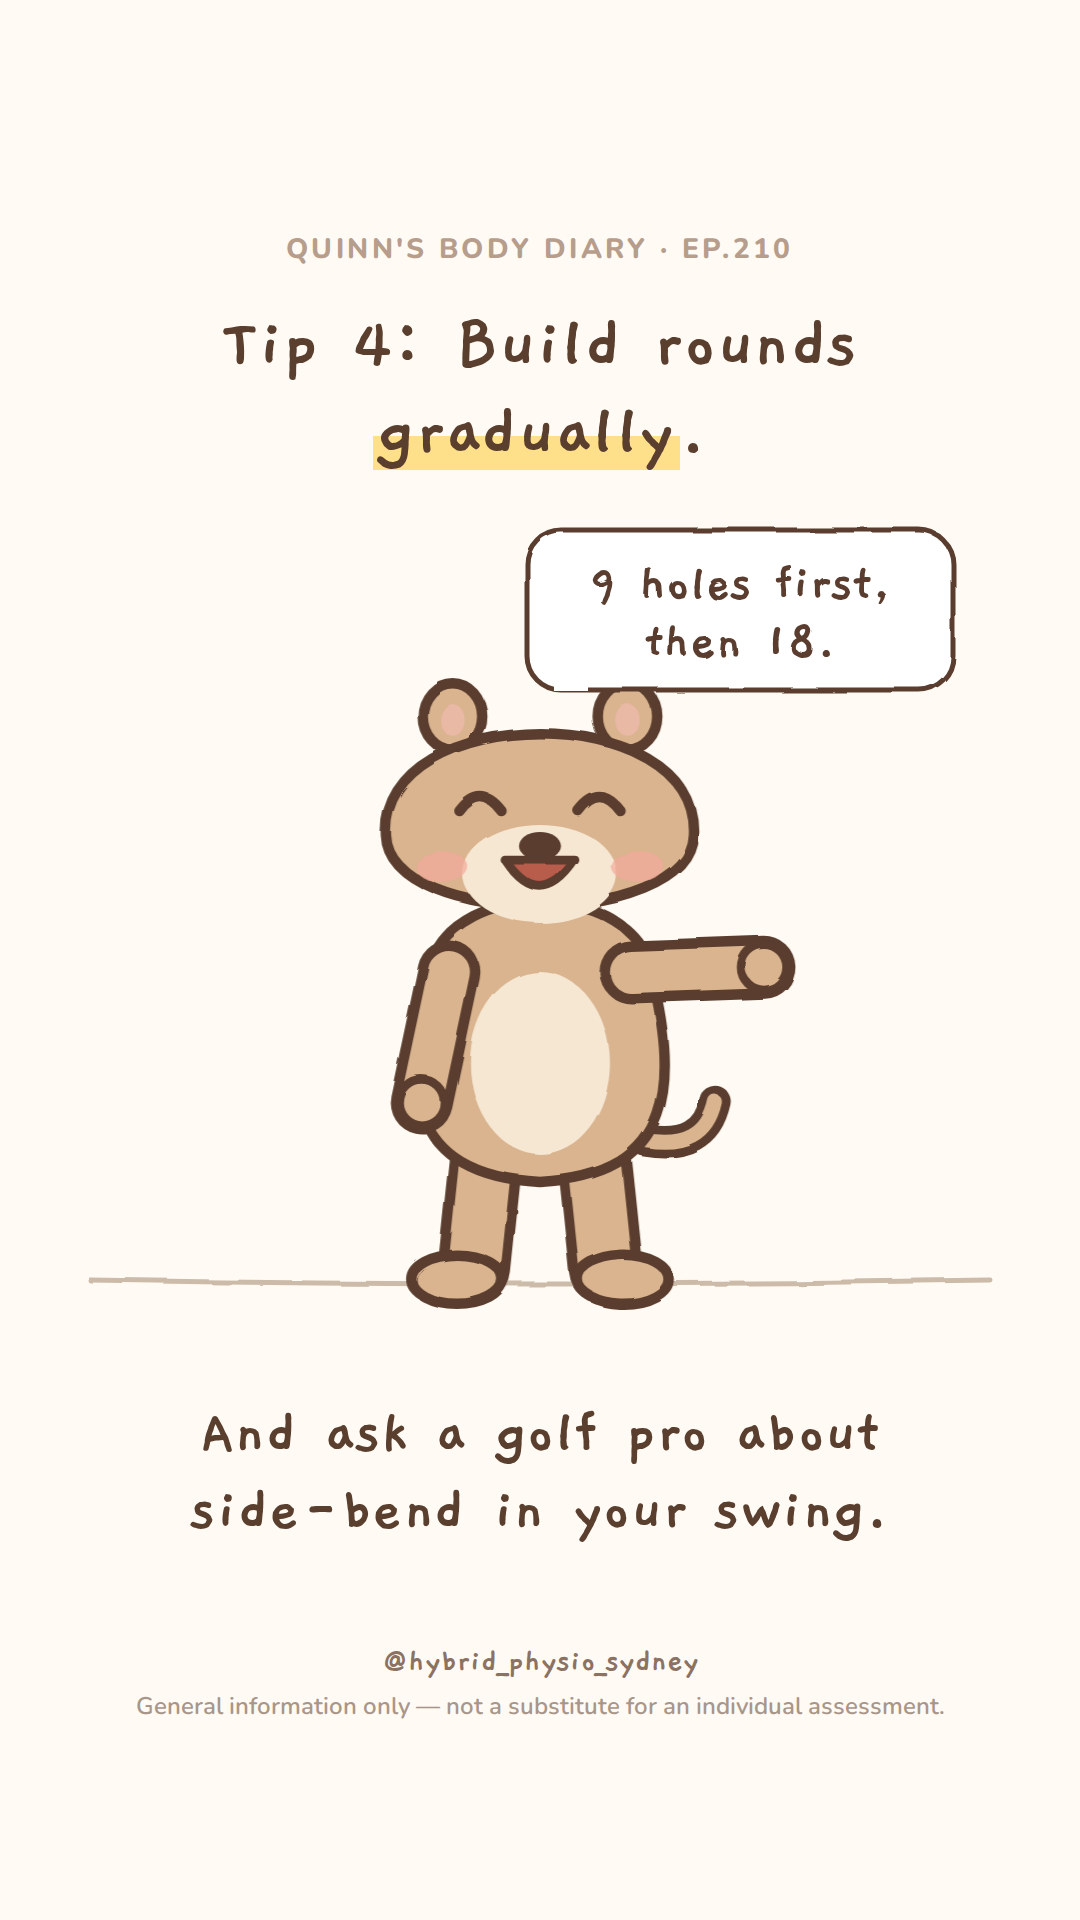 QUINN'S BODY DIARY · EP.210
Tip 4: Build rounds
gradually.
9 holes first,
then 18.
And ask a golf pro about
side-bend in your swing.
@hybrid_physio_sydney
General information only — not a substitute for an individual assessment.